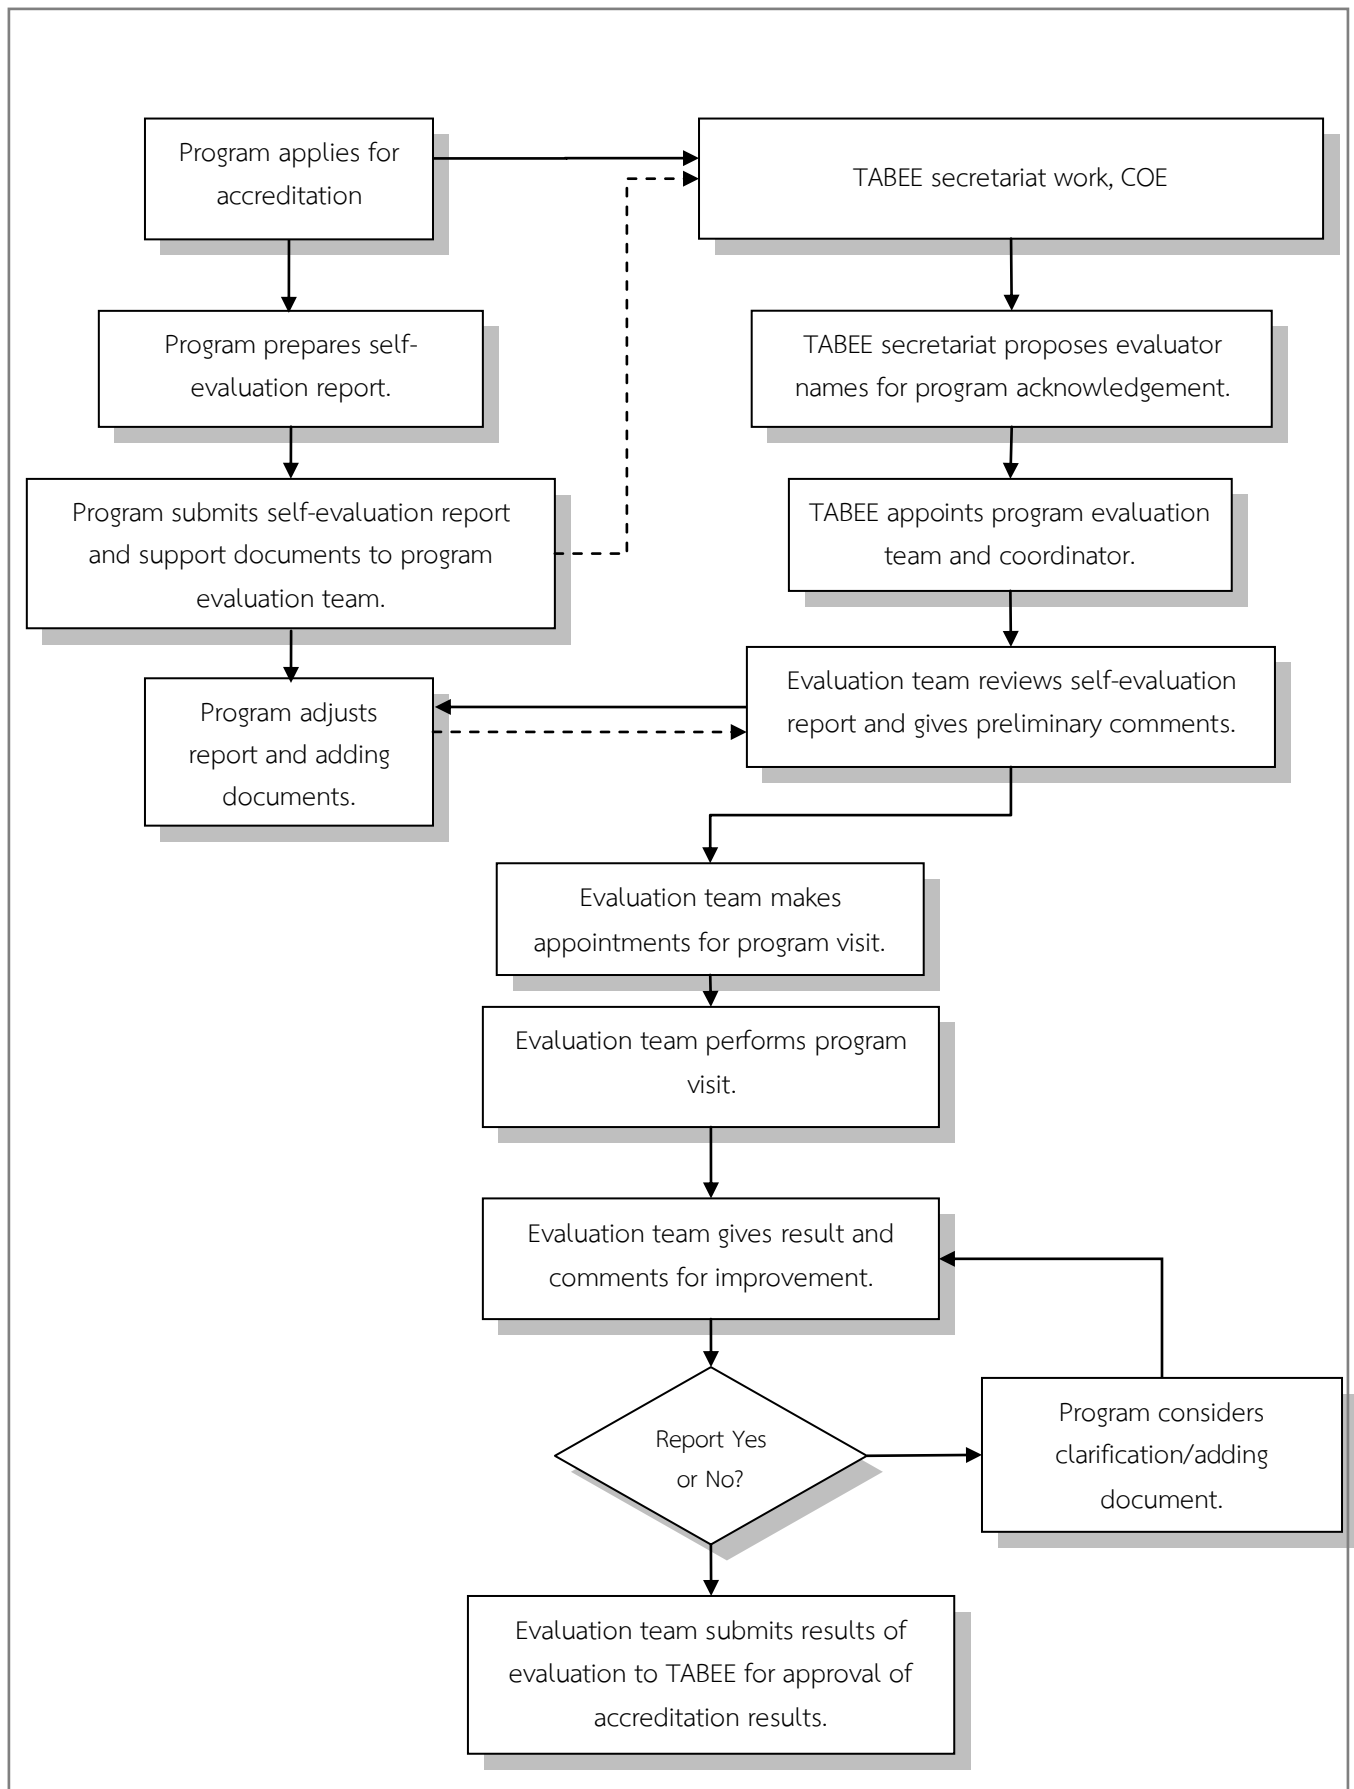 Program applies for
accreditation
TABEE secretariat work, COE
Program prepares self-
evaluation report.
TABEE secretariat proposes evaluator
names for program acknowledgement.
Program submits self-evaluation report
and support documents to program
evaluation team.
TABEE appoints program evaluation
team and coordinator.
Program adjusts
report and adding
documents.
Evaluation team reviews self-evaluation
report and gives preliminary comments.
Evaluation team makes
appointments for program visit.
Evaluation team performs program
visit.
Evaluation team gives result and
comments for improvement.
Report Yes
or No?
Program considers
clarification/adding
document.
Evaluation team submits results of
evaluation to TABEE for approval of
accreditation results.